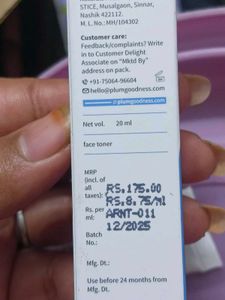 STICE, Musalgaon, Sinnar,
Nashik 422112.
M. L. No.: MH/104302
Customer care:
Feedback/complaints? Write
in to Customer Delight
Associate on "Mktd By"
address on pack.
+91-75064-96604
hello@plumgoodness.com
plumgoodness.com
Net vol. 20 ml
face toner
MRP
(incl. of
all
taxes): RS.175.00
Rs. per RS.8.75/ml
ml: ARNT-011
Batch 12/2025
No.:
Mfg. Dt.:
Use before 24 months from
Mfg. Dt.